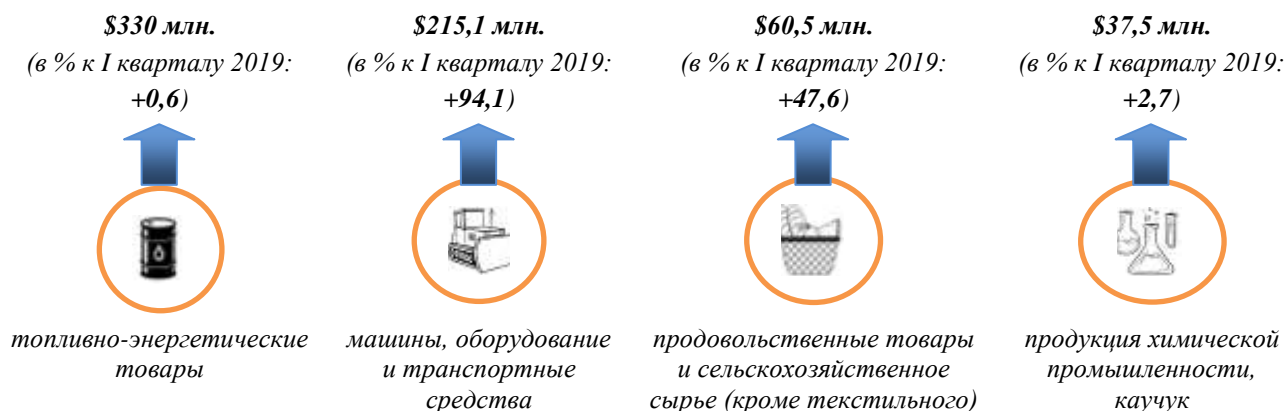 $330 млн.
(в % к I кварталу 2019:
+0,6)
$215,1 млн.
(в % к I кварталу 2019:
+94,1)
$60,5 млн.
(в % к I кварталу 2019:
+47,6)
$37,5 млн.
(в % к I кварталу 2019:
+2,7)
топливно-энергетические
товары
машины, оборудование
и транспортные
средства
продовольственные товары
и сельскохозяйственное
сырье (кроме текстильного)
продукция химической
промышленности,
каучук